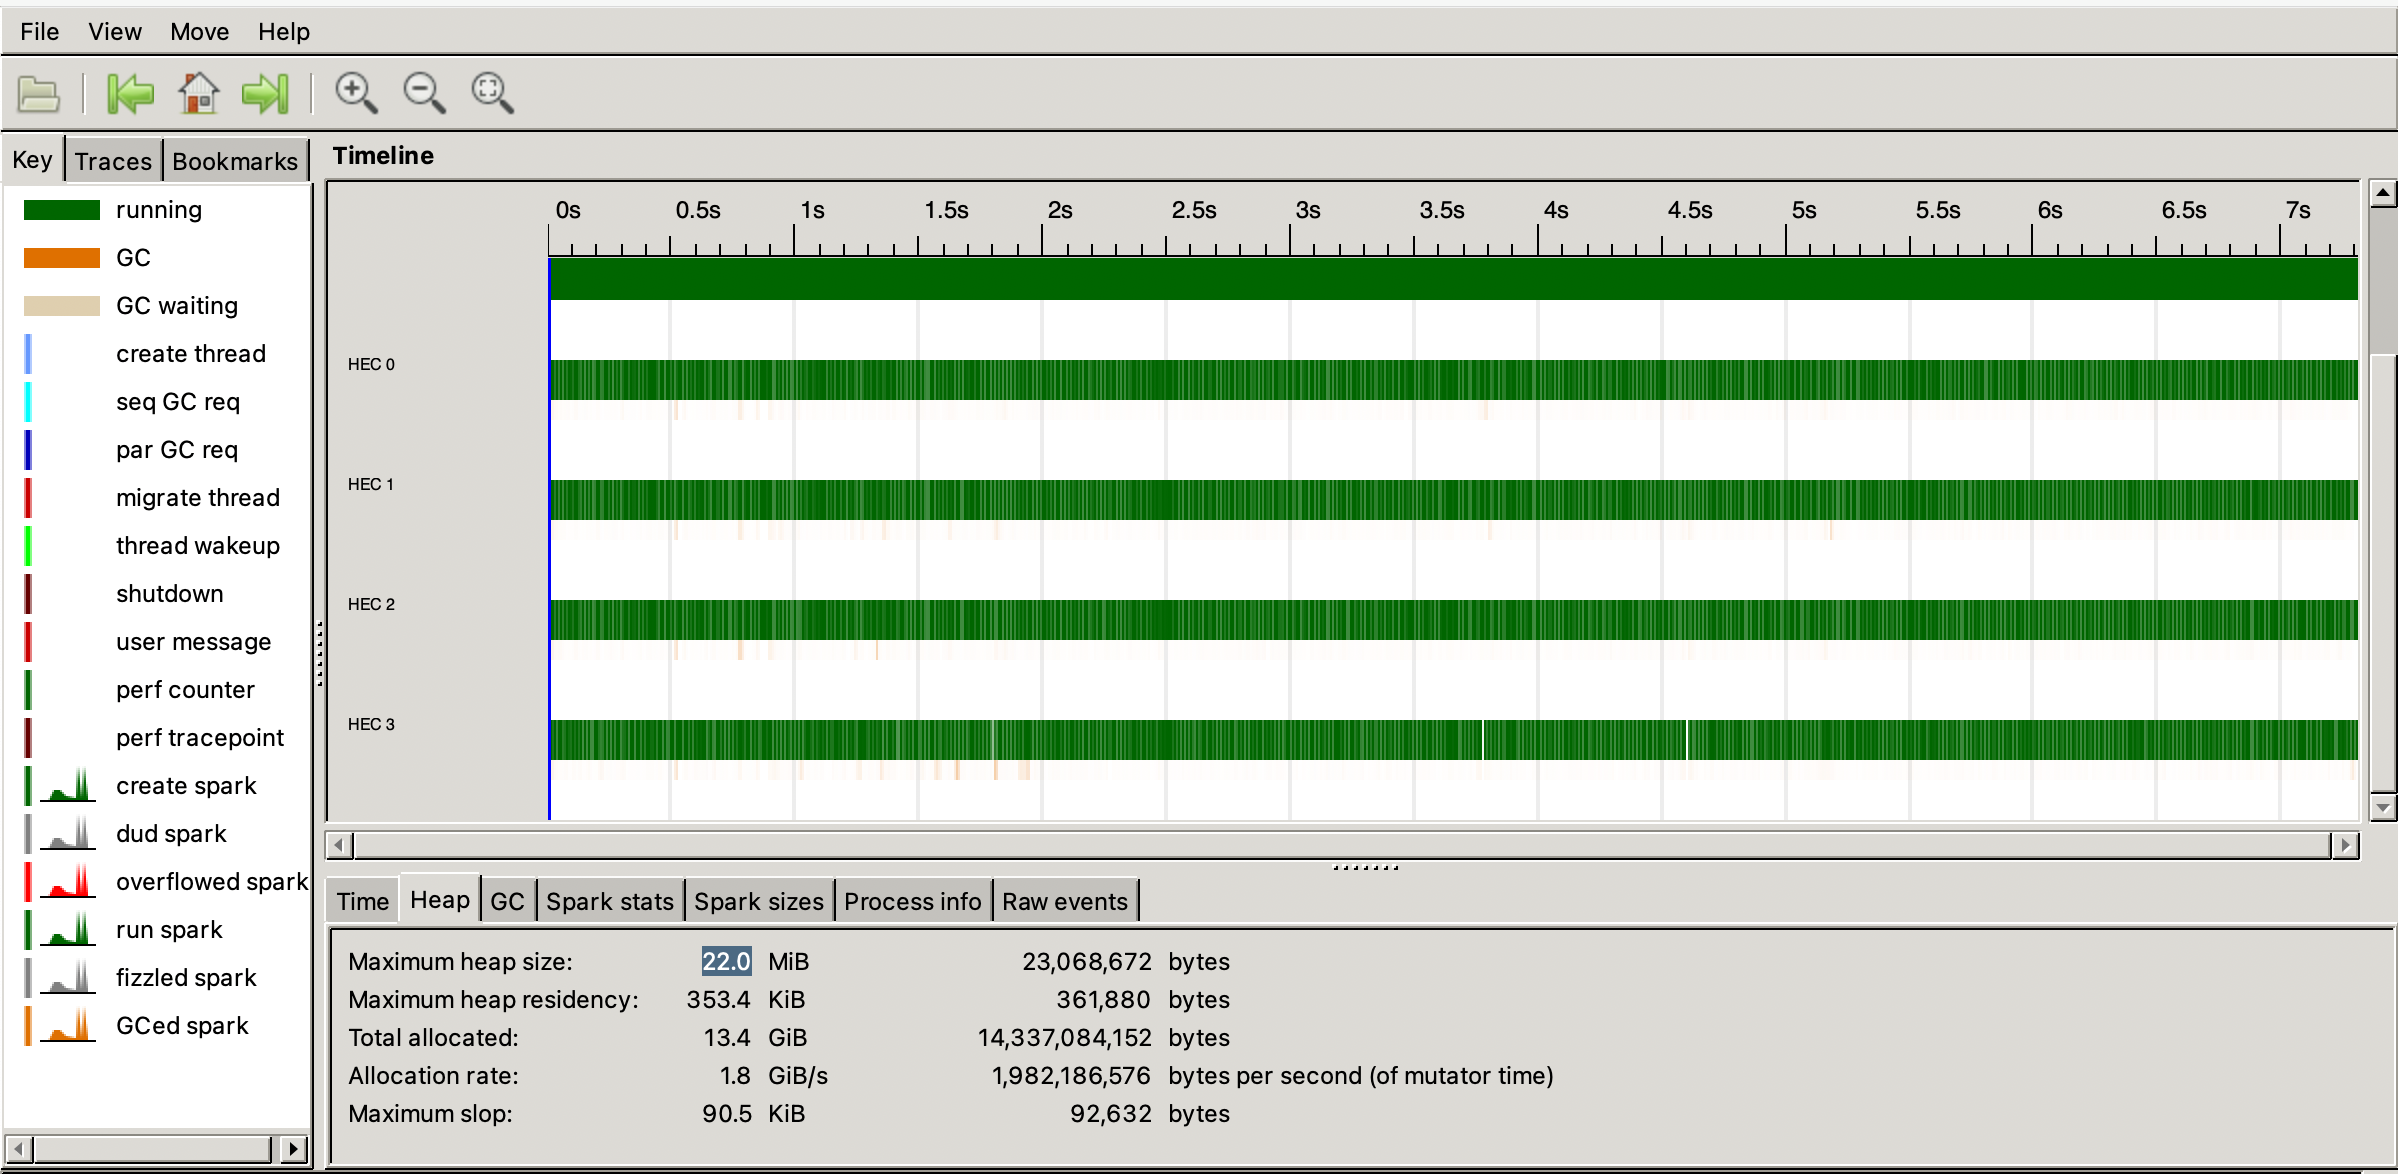 File View Move Help
Key Traces Bookmarks
running
GC
GC waiting
create thread
seq GC req
par GC req
migrate thread
thread wakeup
shutdown
user message
perf counter
perf tracepoint
create spark
dud spark
overflowed spark
run spark
fizzled spark
GCed spark
Timeline
0s 0.5s 1s 1.5s 2s 2.5s 3s 3.5s 4s 4.5s 5s 5.5s 6s 6.5s 7s
HEC 0
HEC 1
HEC 2
HEC 3
Time Heap GC Spark stats Spark sizes Process info Raw events
Maximum heap size: 22.0 MiB 23,068,672 bytes
Maximum heap residency: 353.4 KiB 361,880 bytes
Total allocated: 13.4 GiB 14,337,084,152 bytes
Allocation rate: 1.8 GiB/s 1,982,186,576 bytes per second (of mutator time)
Maximum slop: 90.5 KiB 92,632 bytes